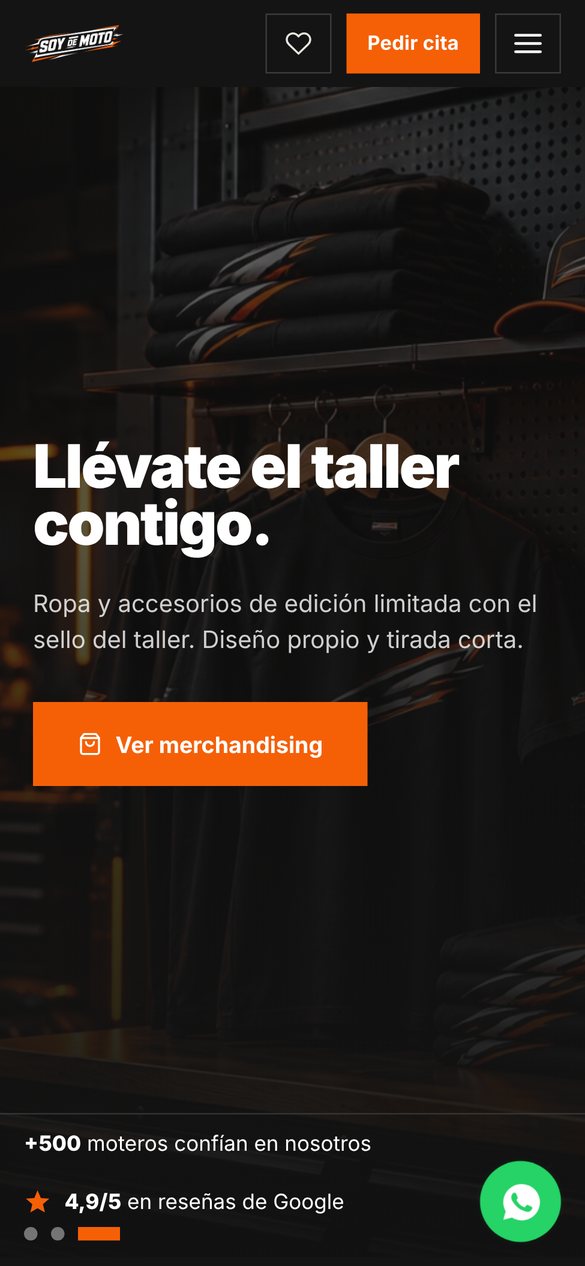 SOY DE MOTO
Pedir cita
Llévate el taller
contigo.
Ropa y accesorios de edición limitada con el
sello del taller. Diseño propio y tirada corta.
Ver merchandising
+500 moteros confían en nosotros
4,9/5 en reseñas de Google